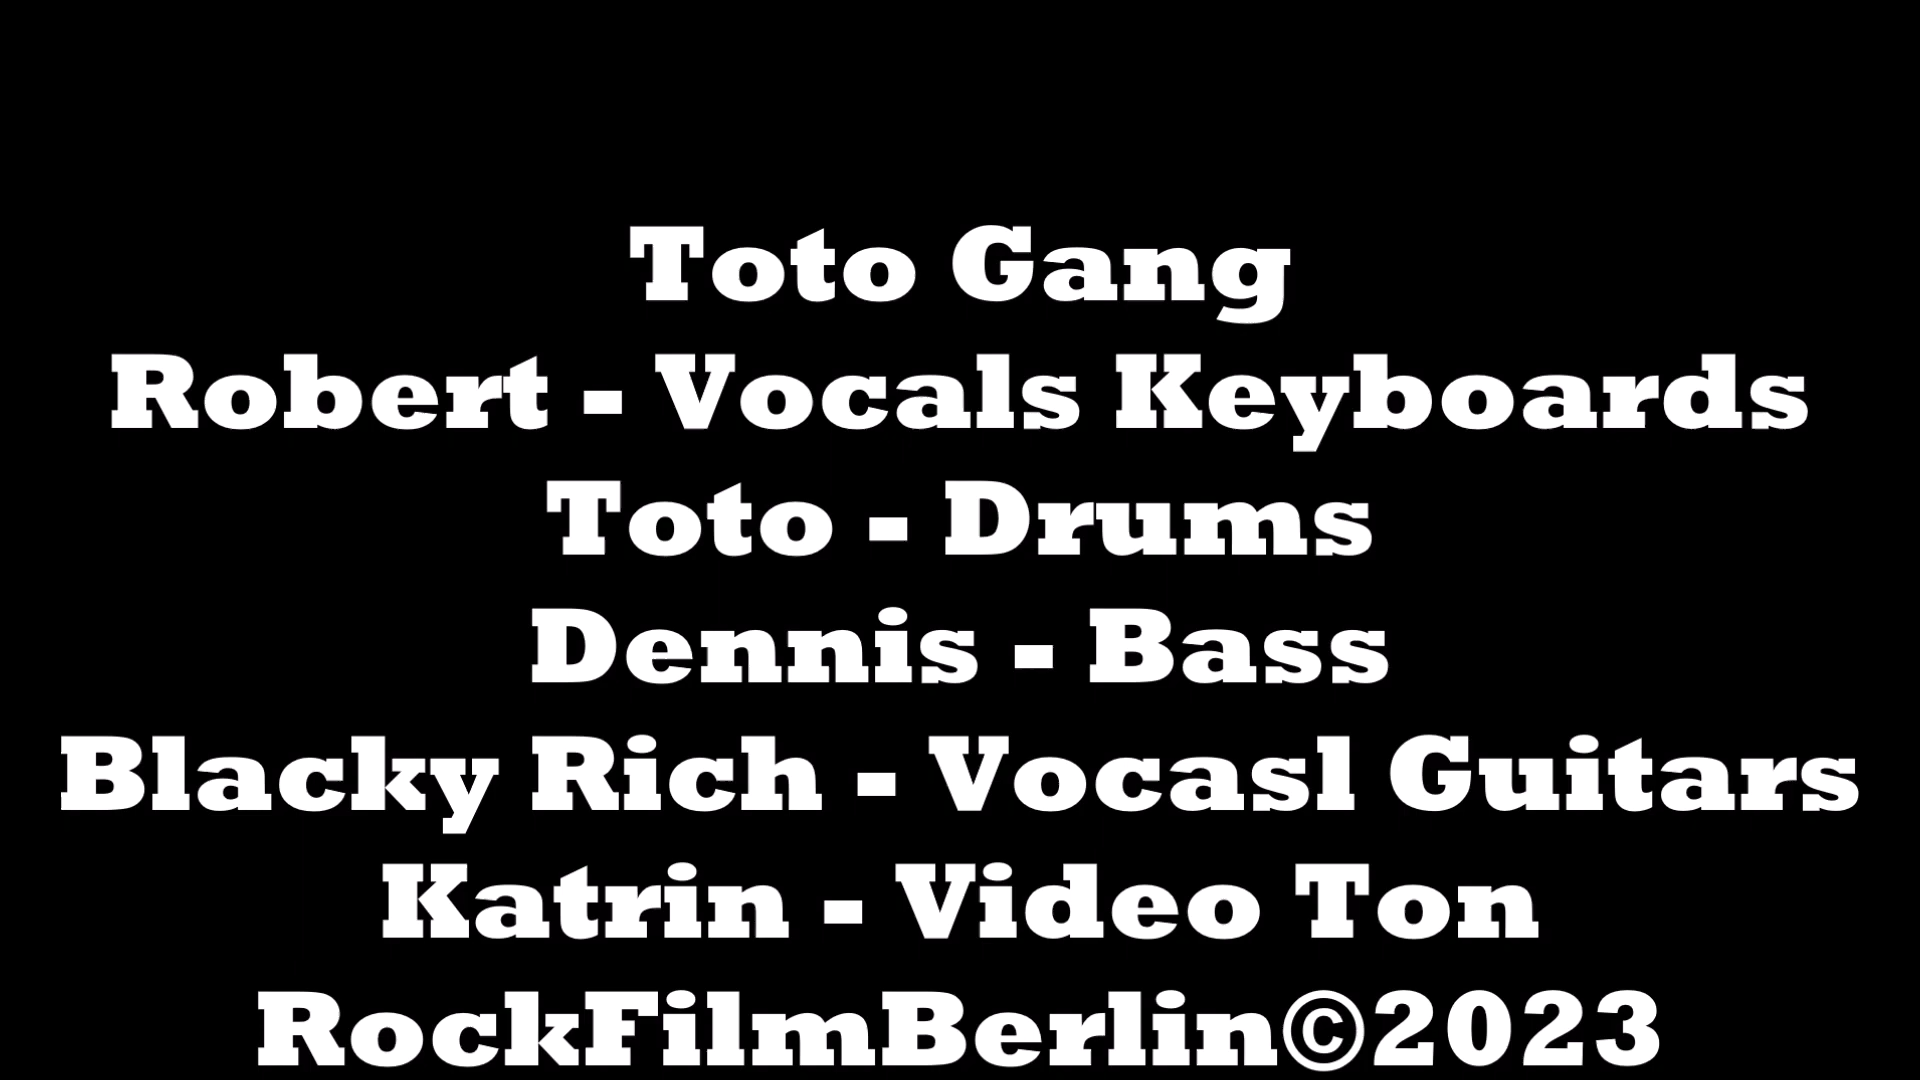 Toto Gang
Robert - Vocals Keyboards
Toto - Drums
Dennis - Bass
Blacky Rich - Vocasl Guitars
Katrin - Video Ton
RockFilmBerlin©2023